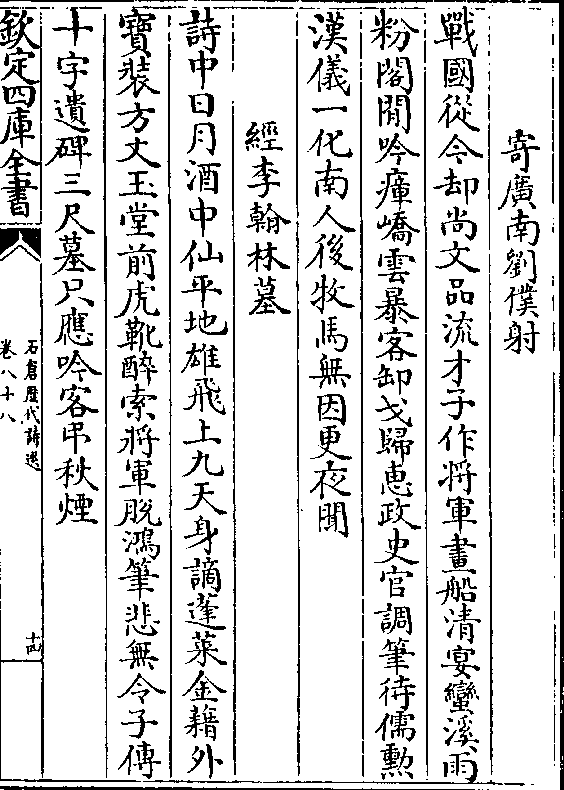 寄廣南劉僕射
戰國從今却尚文品流才子作將軍畫船清宴蠻溪雨
粉閣閒吟瘴嶠雲暴客卸戈歸惠政史官調筆待儒勲
漢儀一化南人後牧馬無因更夜聞
經李翰林墓
詩中日月酒中仙平地雄飛上九天身謫蓬萊金籍外
寶裝方丈玉堂前虎靴醉索將軍脱鴻筆悲無令子傳
十字遺碑三尺墓只應吟客弔秋煙
欽定四庫全書
石倉歷代詩選
卷八十八
十四